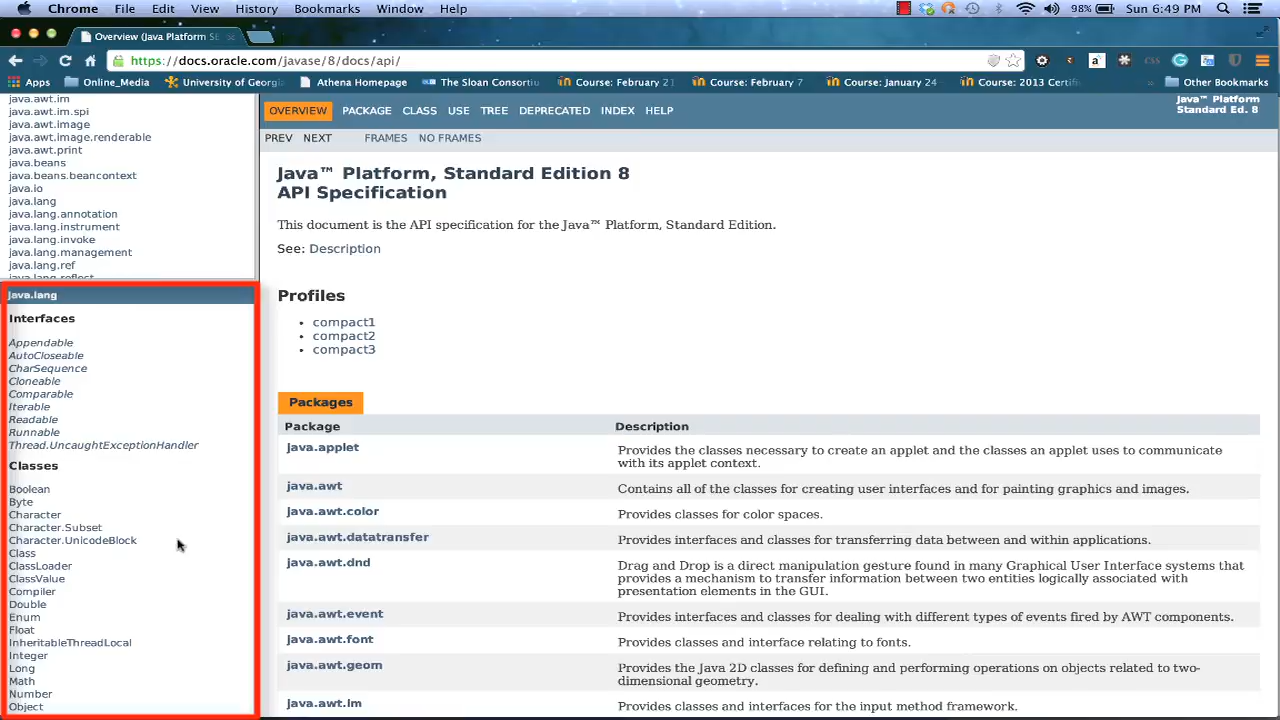 Chrome File Edit View History Bookmarks Window Help 98% Sun 6:49 PM
Overview (Java Platform SE
https://docs.oracle.com/javase/8/docs/api/
Apps Online_Media University of Georgi Athena Homepage The Sloan Consortiu Course: February 21 Course: February 7 Course: January 24 Course: 2013 Certifi Other Bookmarks
java.awt.im
java.awt.im.spi
java.awt.image
java.awt.image.renderable
java.awt.print
java.beans
java.beans.beancontext
java.io
java.lang
java.lang.annotation
java.lang.instrument
java.lang.invoke
java.lang.management
java.lang.ref
java.lang.reflect
java.lang
Interfaces
Appendable
AutoCloseable
CharSequence
Cloneable
Comparable
Iterable
Readable
Runnable
Thread.UncaughtExceptionHandler
Classes
Boolean
Byte
Character
Character.Subset
Character.UnicodeBlock
Class
ClassLoader
ClassValue
Compiler
Double
Enum
Float
InheritableThreadLocal
Integer
Long
Math
Number
Object
OVERVIEW PACKAGE CLASS USE TREE DEPRECATED INDEX HELP
Java™ Platform
Standard Ed. 8
PREV NEXT FRAMES NO FRAMES
Java™ Platform, Standard Edition 8
API Specification
This document is the API specification for the Java™ Platform, Standard Edition.
See: Description
Profiles
• compact1
• compact2
• compact3
Packages
Package Description
java.applet Provides the classes necessary to create an applet and the classes an applet uses to communicate
with its applet context.
java.awt Contains all of the classes for creating user interfaces and for painting graphics and images.
java.awt.color Provides classes for color spaces.
java.awt.datatransfer Provides interfaces and classes for transferring data between and within applications.
java.awt.dnd Drag and Drop is a direct manipulation gesture found in many Graphical User Interface systems that
provides a mechanism to transfer information between two entities logically associated with
presentation elements in the GUI.
java.awt.event Provides interfaces and classes for dealing with different types of events fired by AWT components.
java.awt.font Provides classes and interface relating to fonts.
java.awt.geom Provides the Java 2D classes for defining and performing operations on objects related to two-
dimensional geometry.
java.awt.im Provides classes and interfaces for the input method framework.